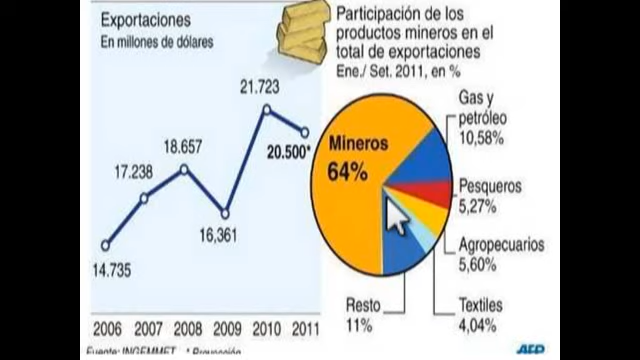 Exportaciones
En millones de dólares
21.723
18.657
17.238
20.500*
16,361
14.735
2006 2007 2008 2009 2010 2011
Fuente: INGEMMET * Proyección
Participación de los
productos mineros en el
total de exportaciones
Ene./ Set. 2011, en %
Mineros
64%
Gas y
petróleo
10,58%
Pesqueros
5,27%
Agropecuarios
5,60%
Textiles
4,04%
Resto
11%
AFP